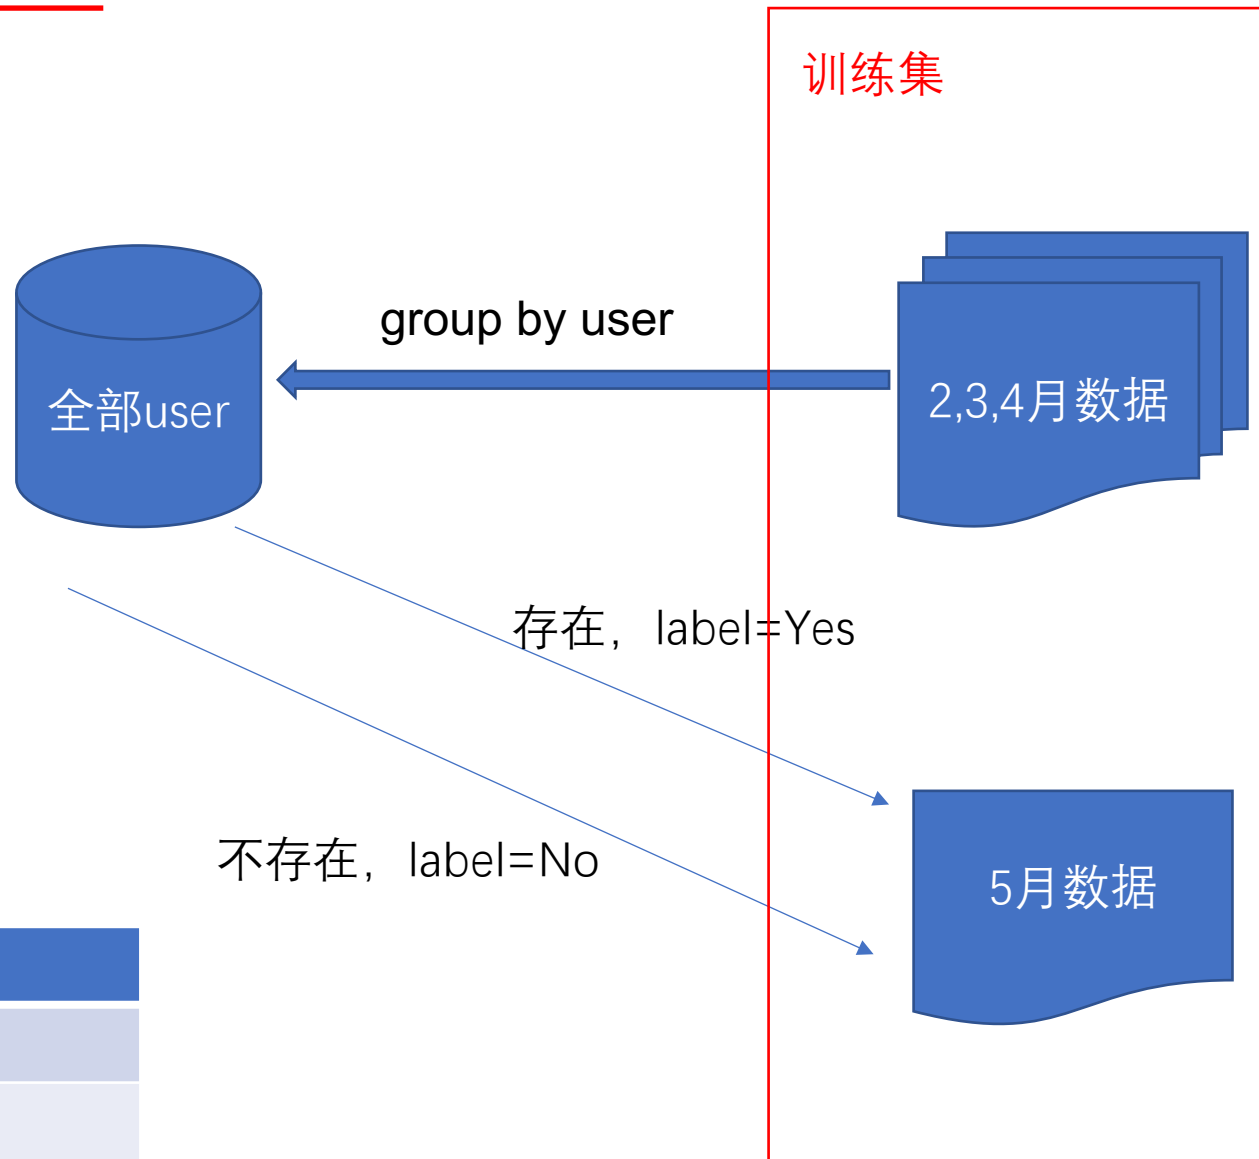 训练集
group by user
全部user
2,3,4月数据
存在，label=Yes
不存在，label=No
5月数据